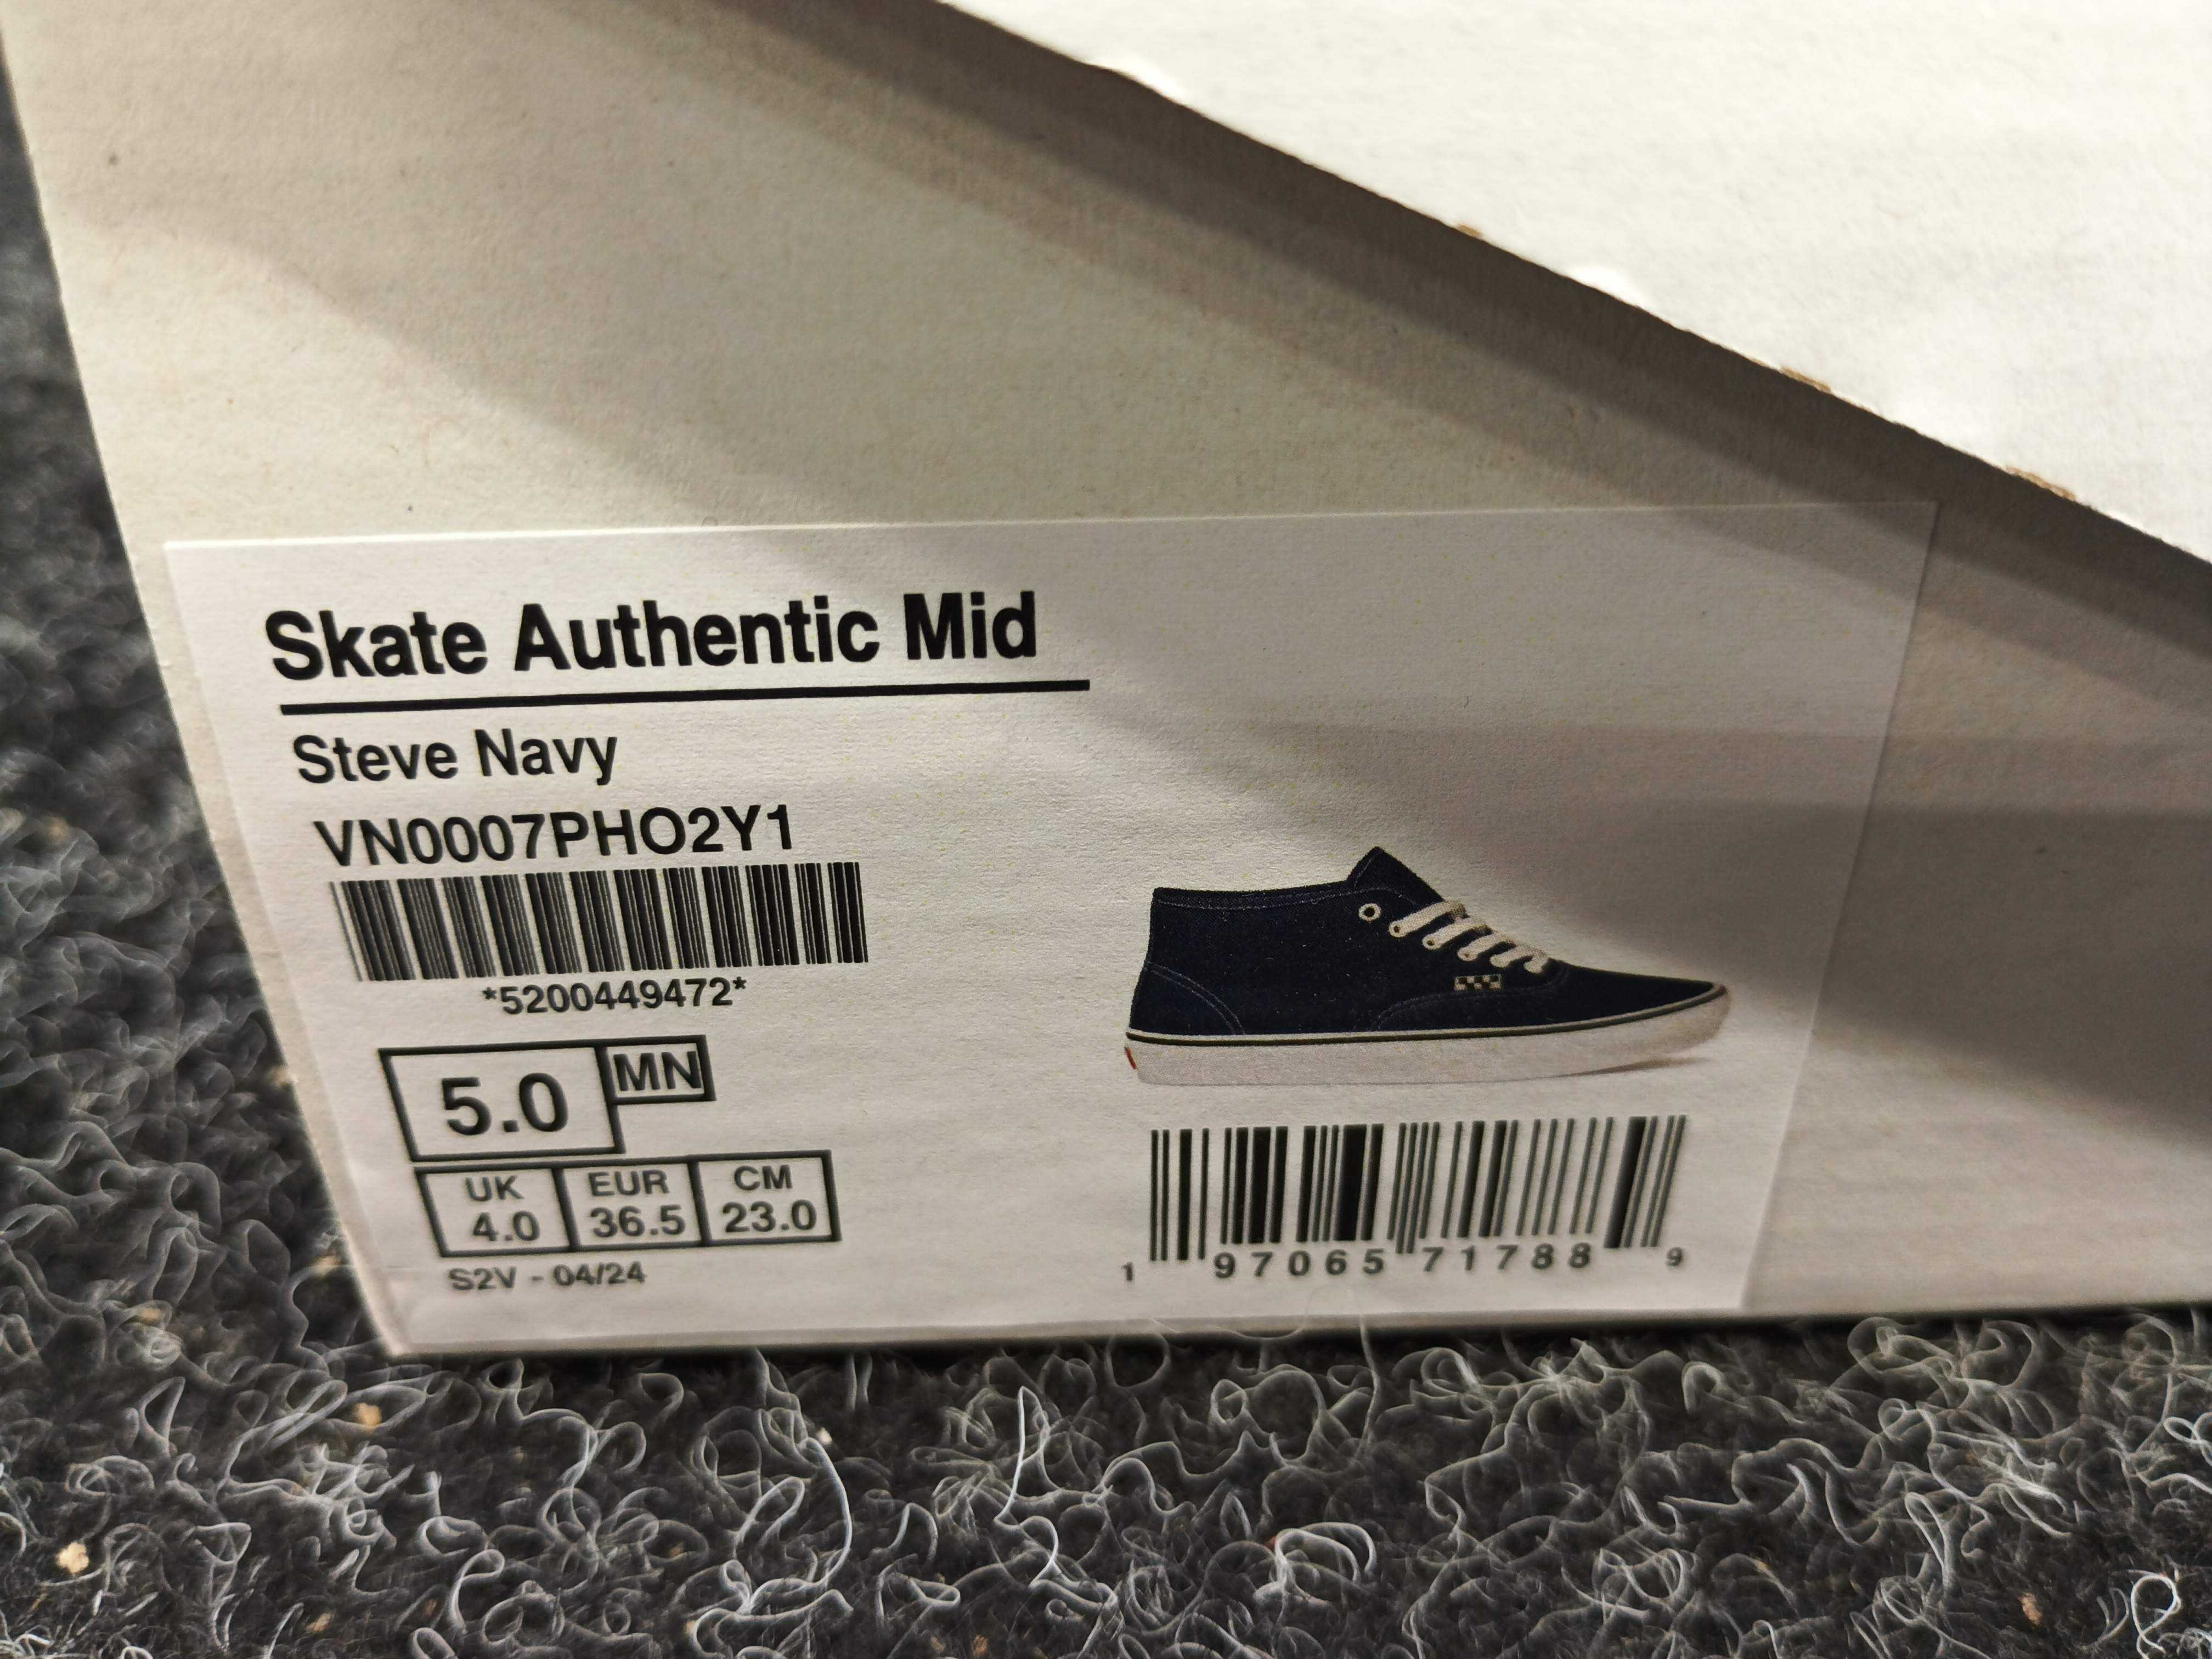 Skate Authentic Mid
Steve Navy
VN0007PHO2Y1
*5200449472*
5.0 MN
UK EUR CM
4.0 36.5 23.0
S2V - 04/24
1 97065 71788 9